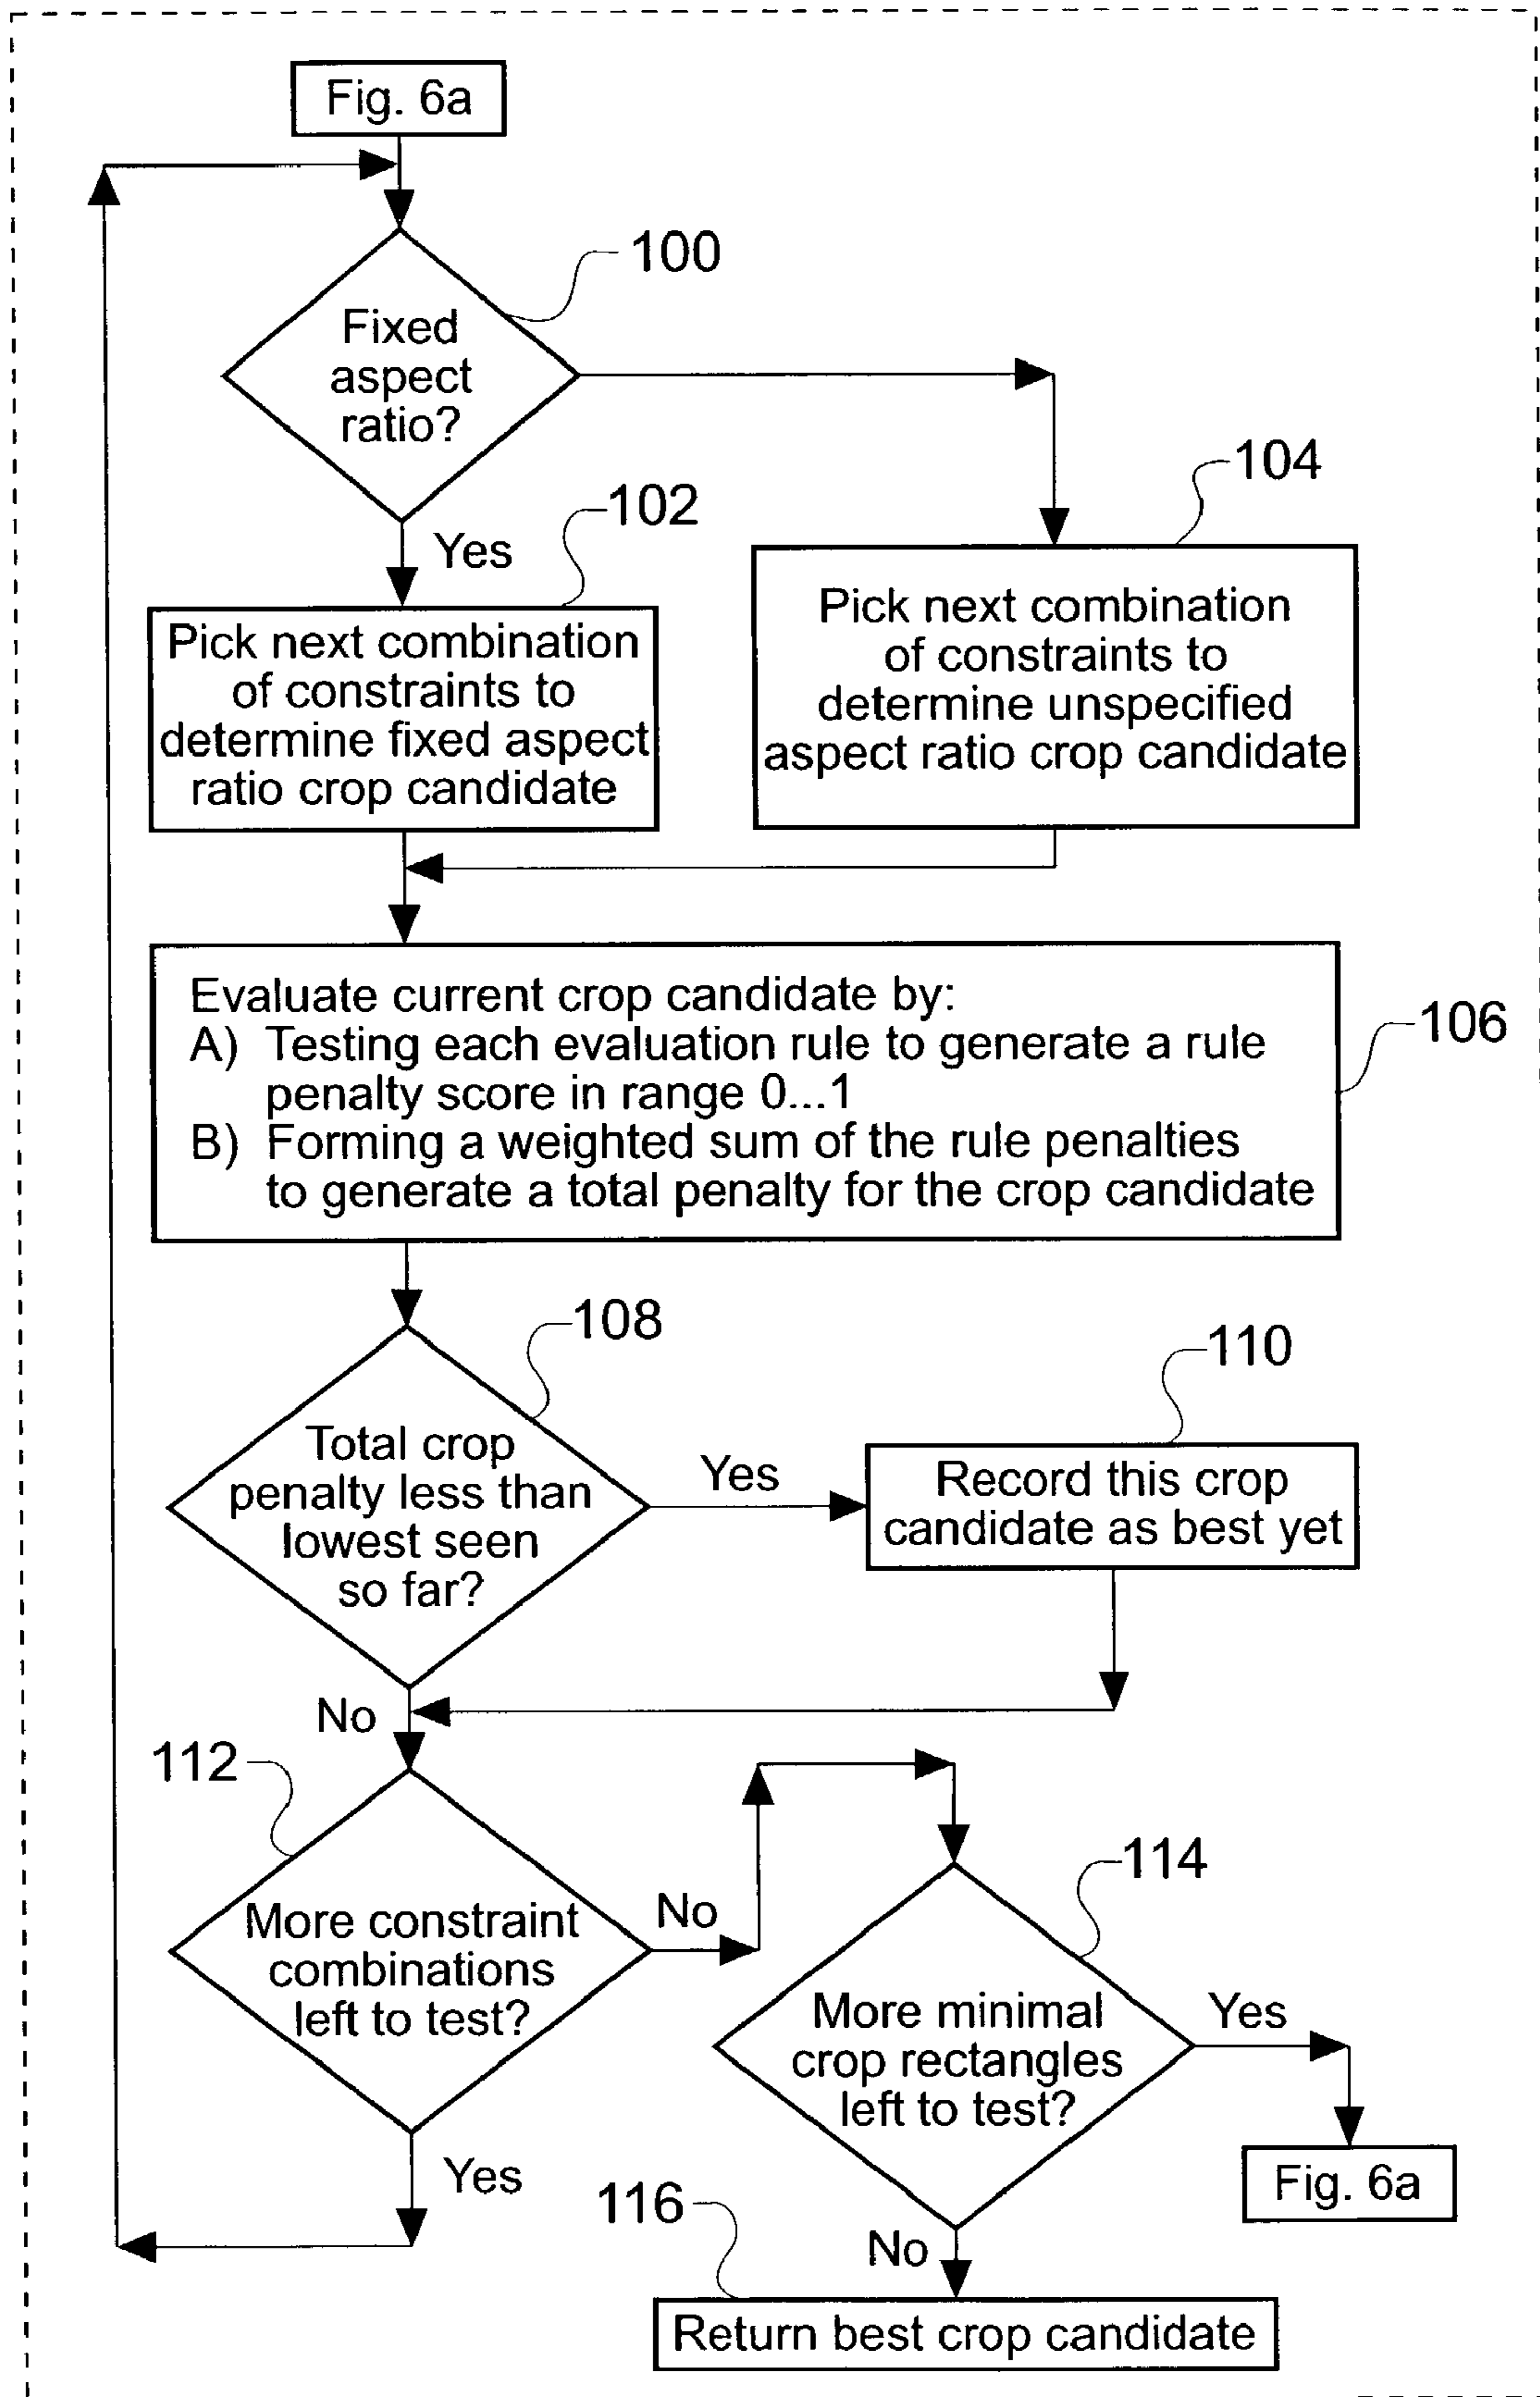 Fig. 6a
100
Fixed
aspect
ratio?
Yes
102
104
Pick next combination
of constraints to
determine fixed aspect
ratio crop candidate
Pick next combination
of constraints to
determine unspecified
aspect ratio crop candidate
106
Evaluate current crop candidate by:
A) Testing each evaluation rule to generate a rule
penalty score in range 0...1
B) Forming a weighted sum of the rule penalties
to generate a total penalty for the crop candidate
108
Total crop
penalty less than
lowest seen
so far?
Yes
110
Record this crop
candidate as best yet
No
112
More constraint
combinations
left to test?
No
Yes
114
More minimal
crop rectangles
left to test?
Yes
Fig. 6a
No
116
Return best crop candidate